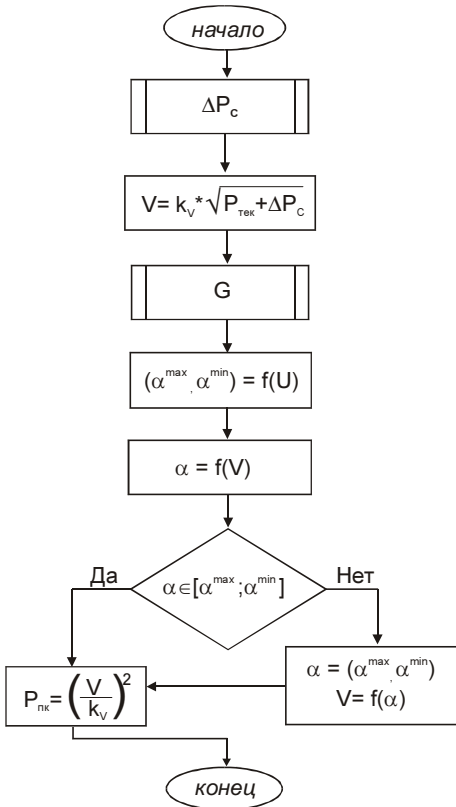 начало
ΔP_c
V= k_V * √(P_тек+ΔP_C)
G
(α^max, α^min) = f(U)
α = f(V)
Да
α∈[α^max; α^min]
Нет
P_пк = (V/k_V)^2
α = (α^max, α^min)
V= f(α)
конец